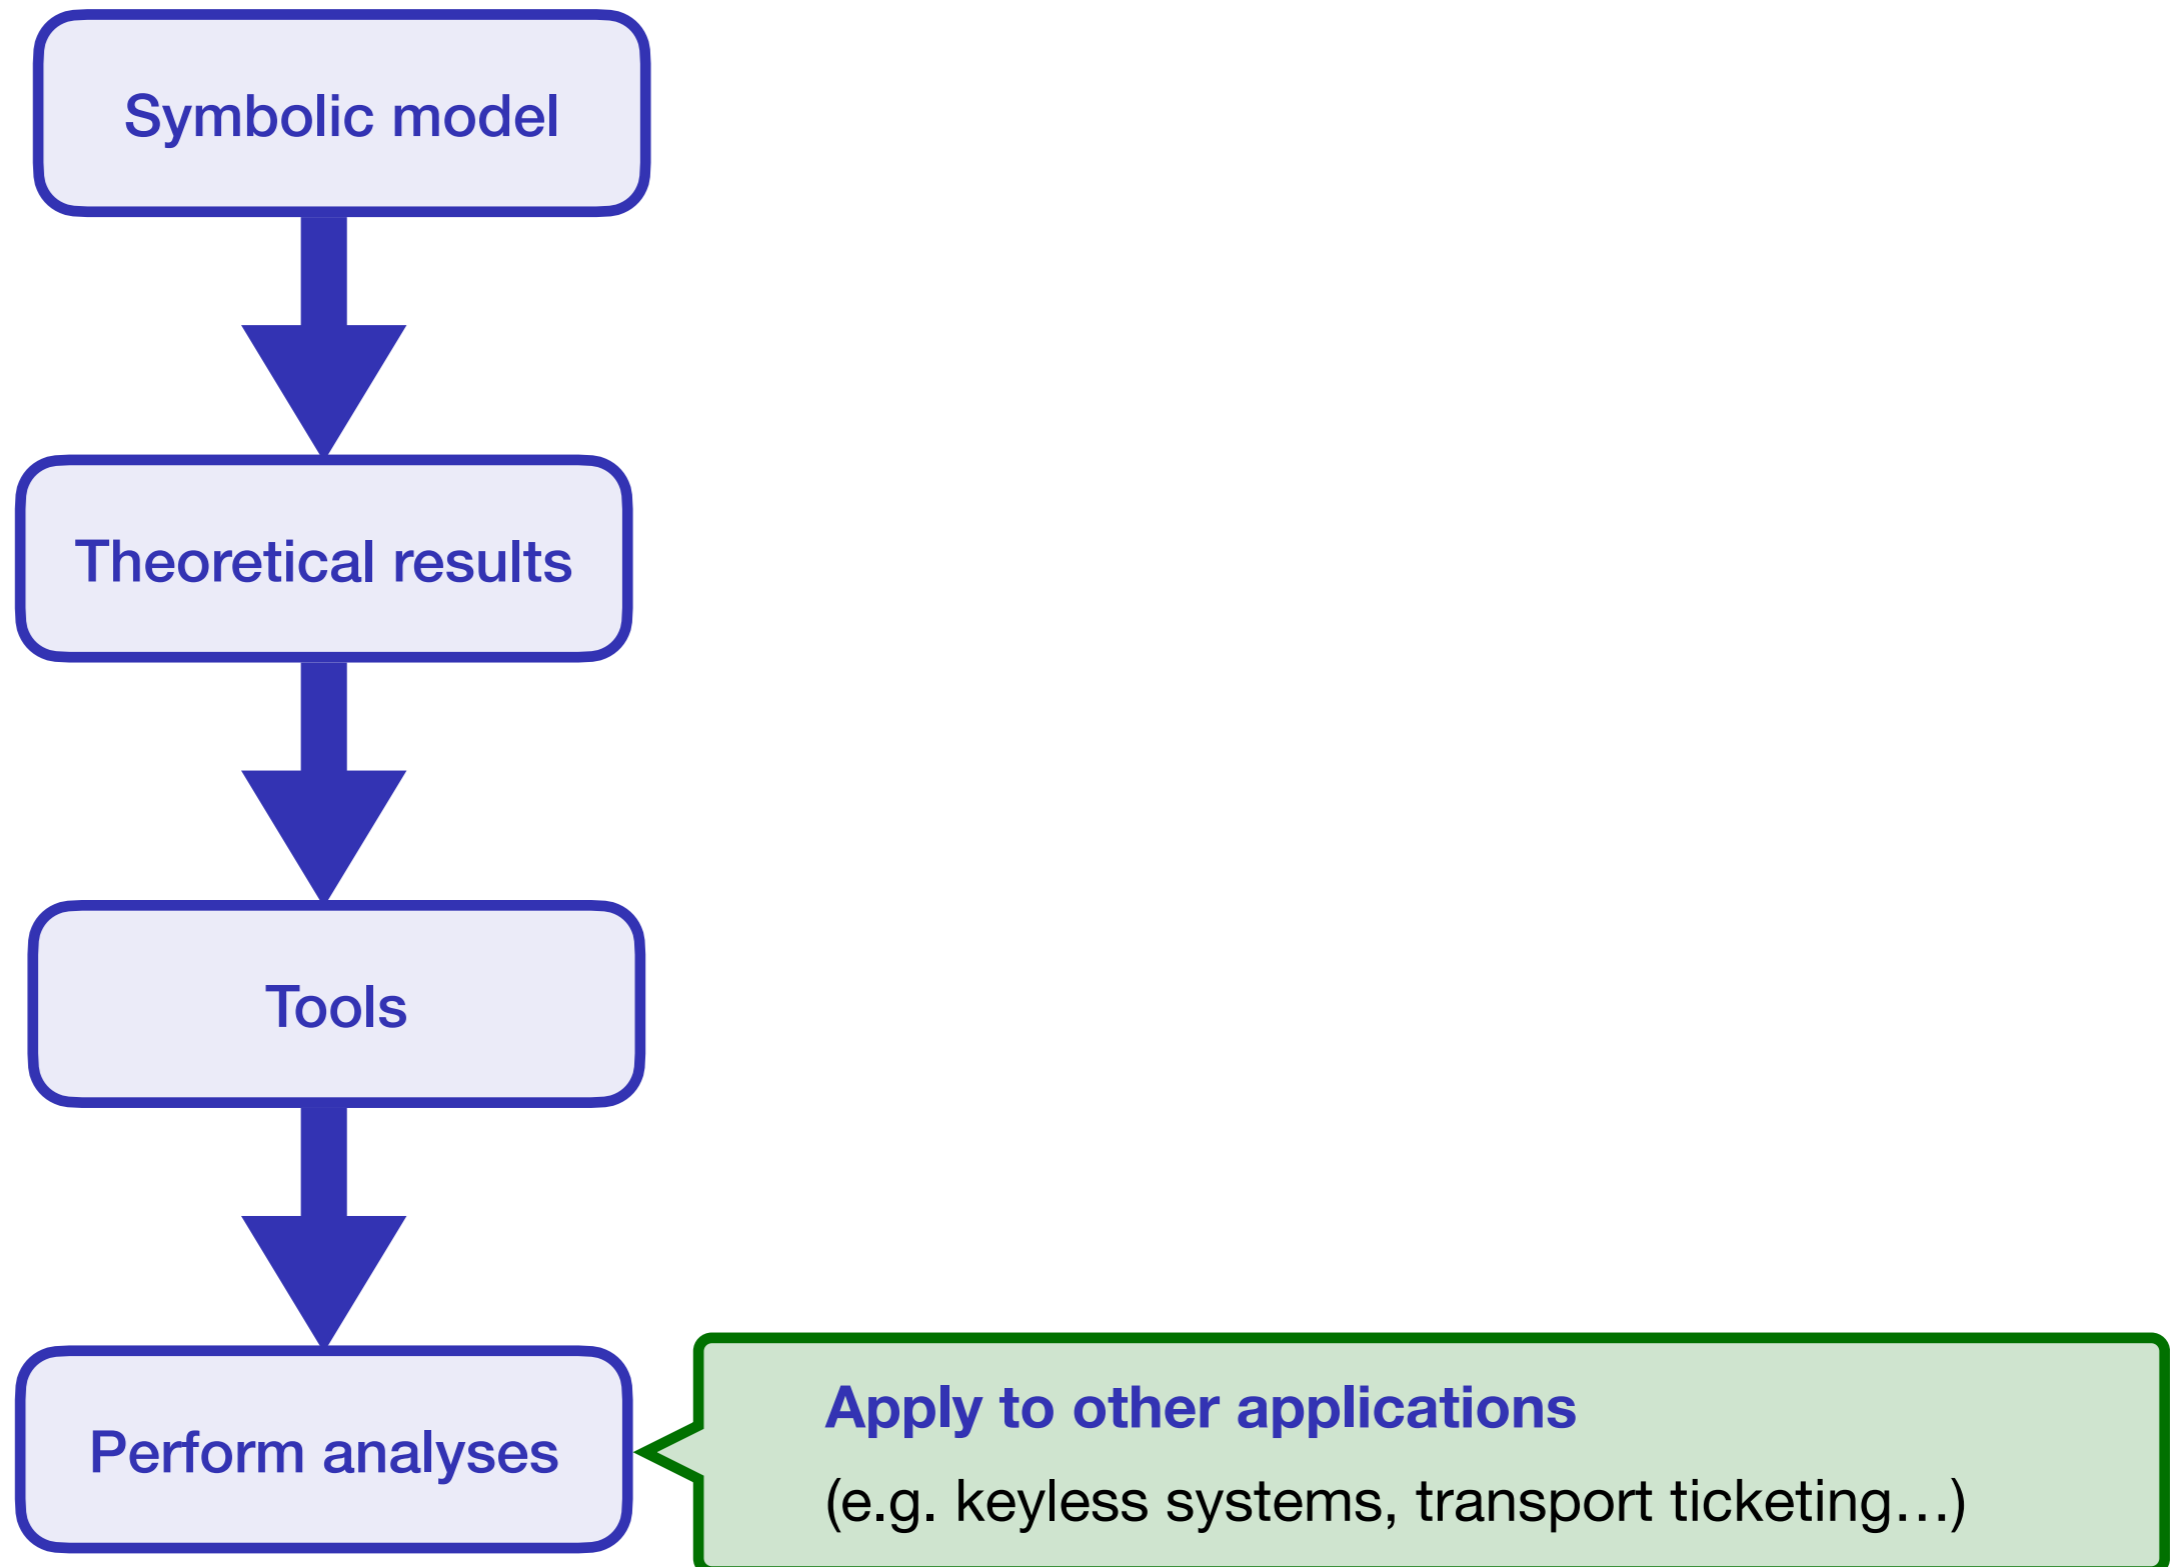 Symbolic model
Theoretical results
Tools
Perform analyses
Apply to other applications
(e.g. keyless systems, transport ticketing…)